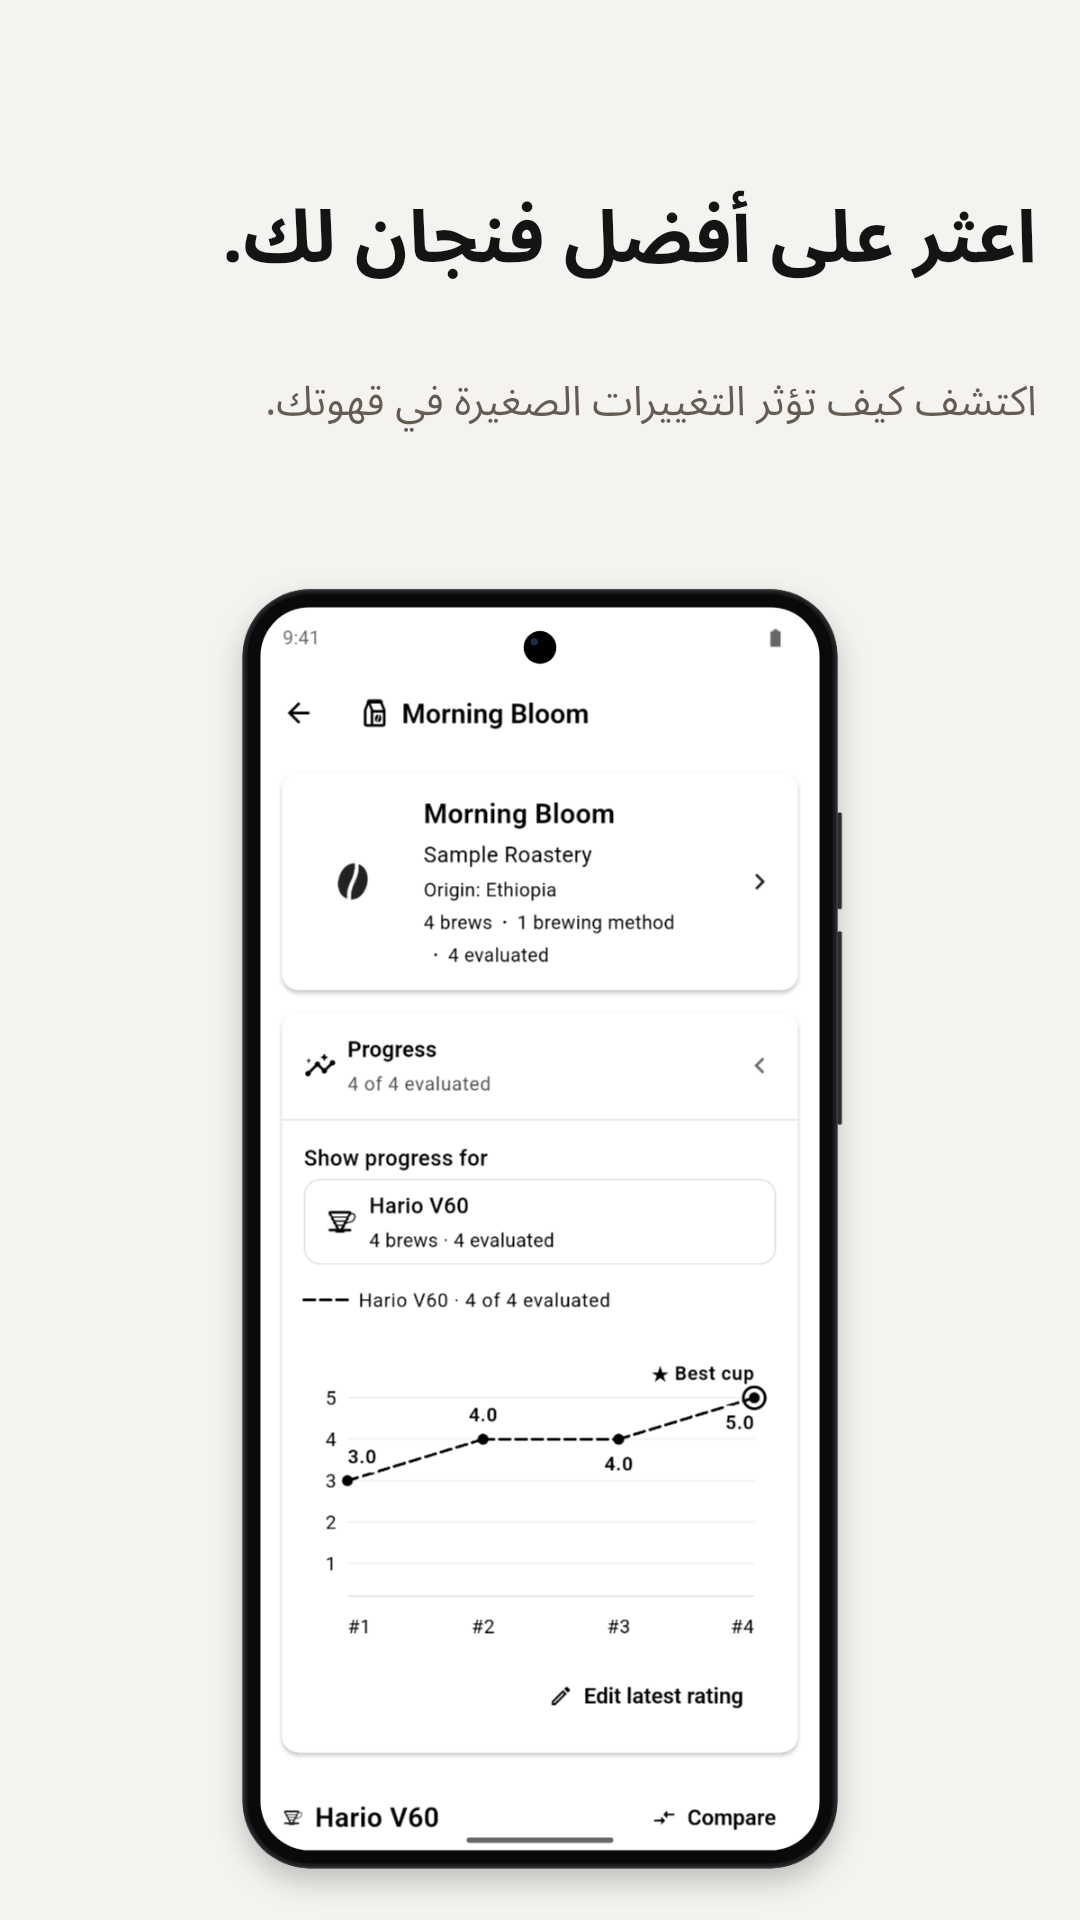 اعثر على أفضل فنجان لك.
اكتشف كيف تؤثر التغييرات الصغيرة في قهوتك.
9:41
Morning Bloom
Morning Bloom
Sample Roastery
Origin: Ethiopia
4 brews · 1 brewing method
· 4 evaluated
Progress
4 of 4 evaluated
Show progress for
Hario V60
4 brews · 4 evaluated
Hario V60 · 4 of 4 evaluated
★ Best cup
5
4.0
5.0
4
3.0
4.0
3
2
1
#1 #2 #3 #4
Edit latest rating
Hario V60 Compare